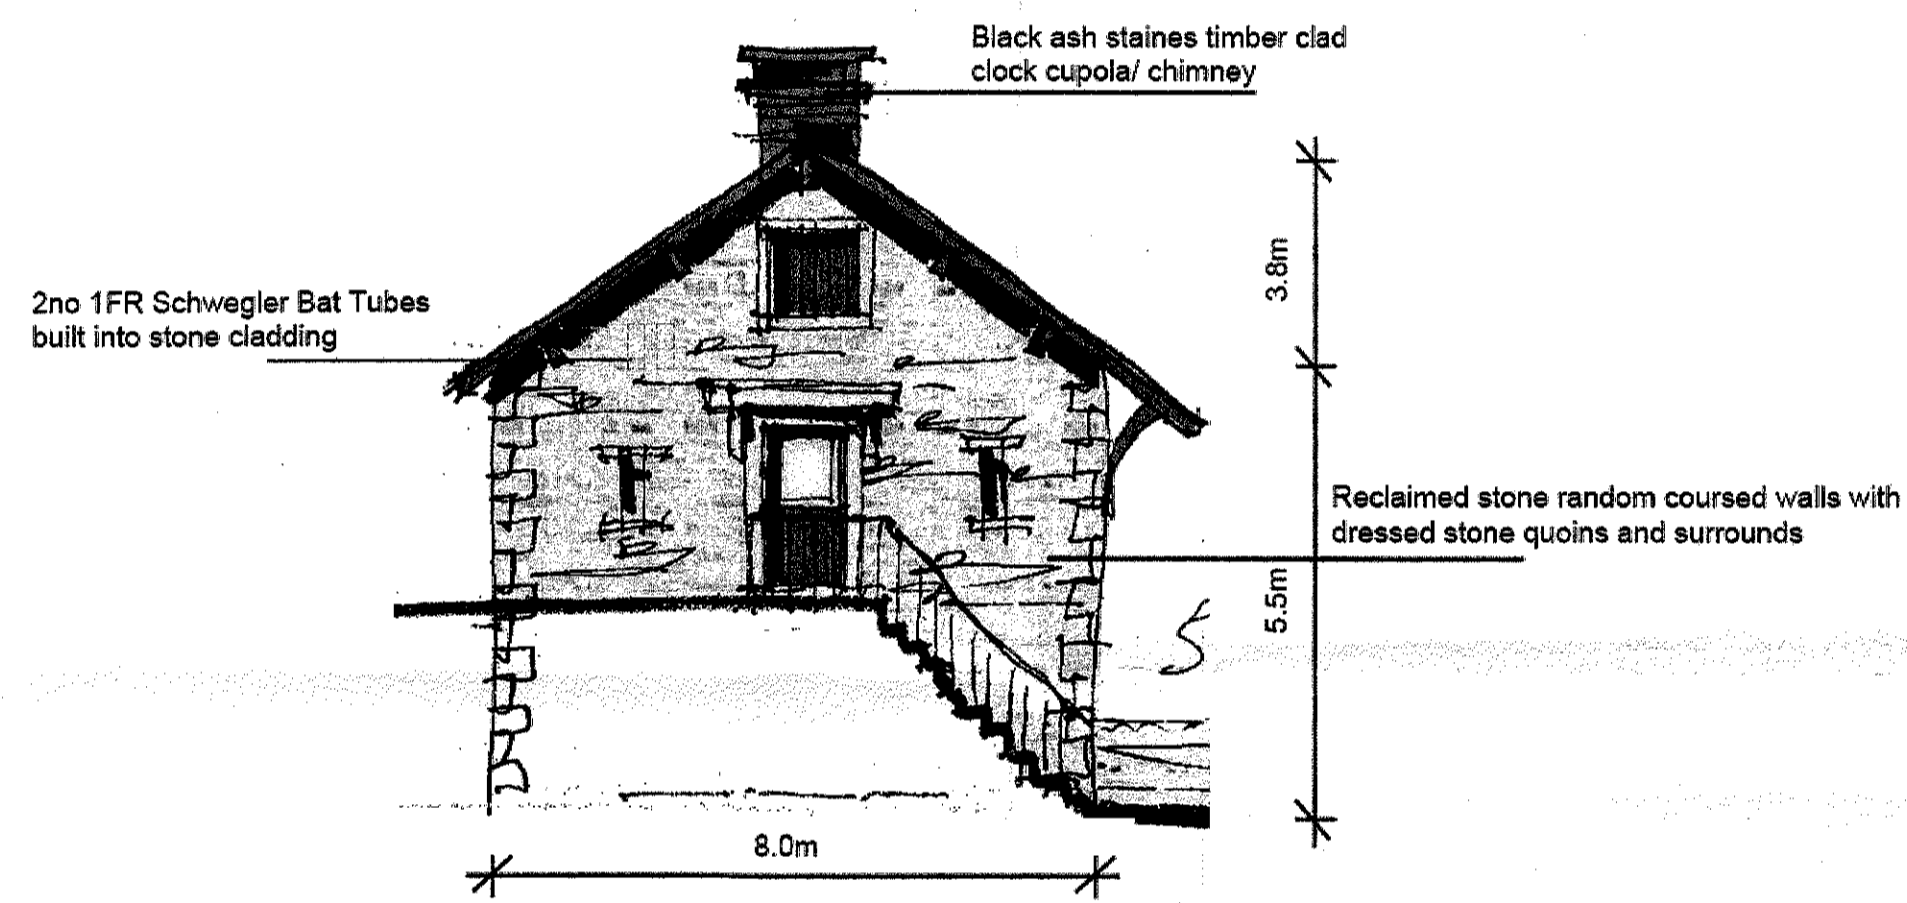 Black ash staines timber clad
clock cupola/ chimney
3.8m
2no 1FR Schwegler Bat Tubes
built into stone cladding
Reclaimed stone random coursed walls with
dressed stone quoins and surrounds
5.5m
8.0m